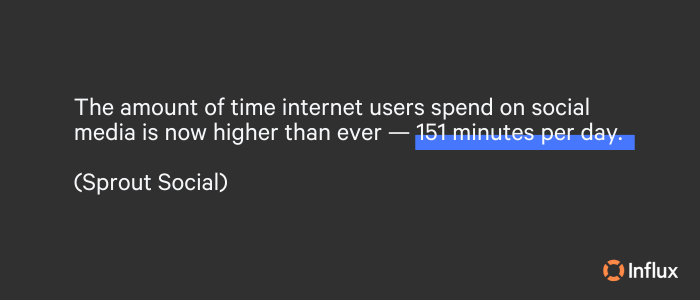 The amount of time internet users spend on social
media is now higher than ever — 151 minutes per day.
(Sprout Social)
Influx